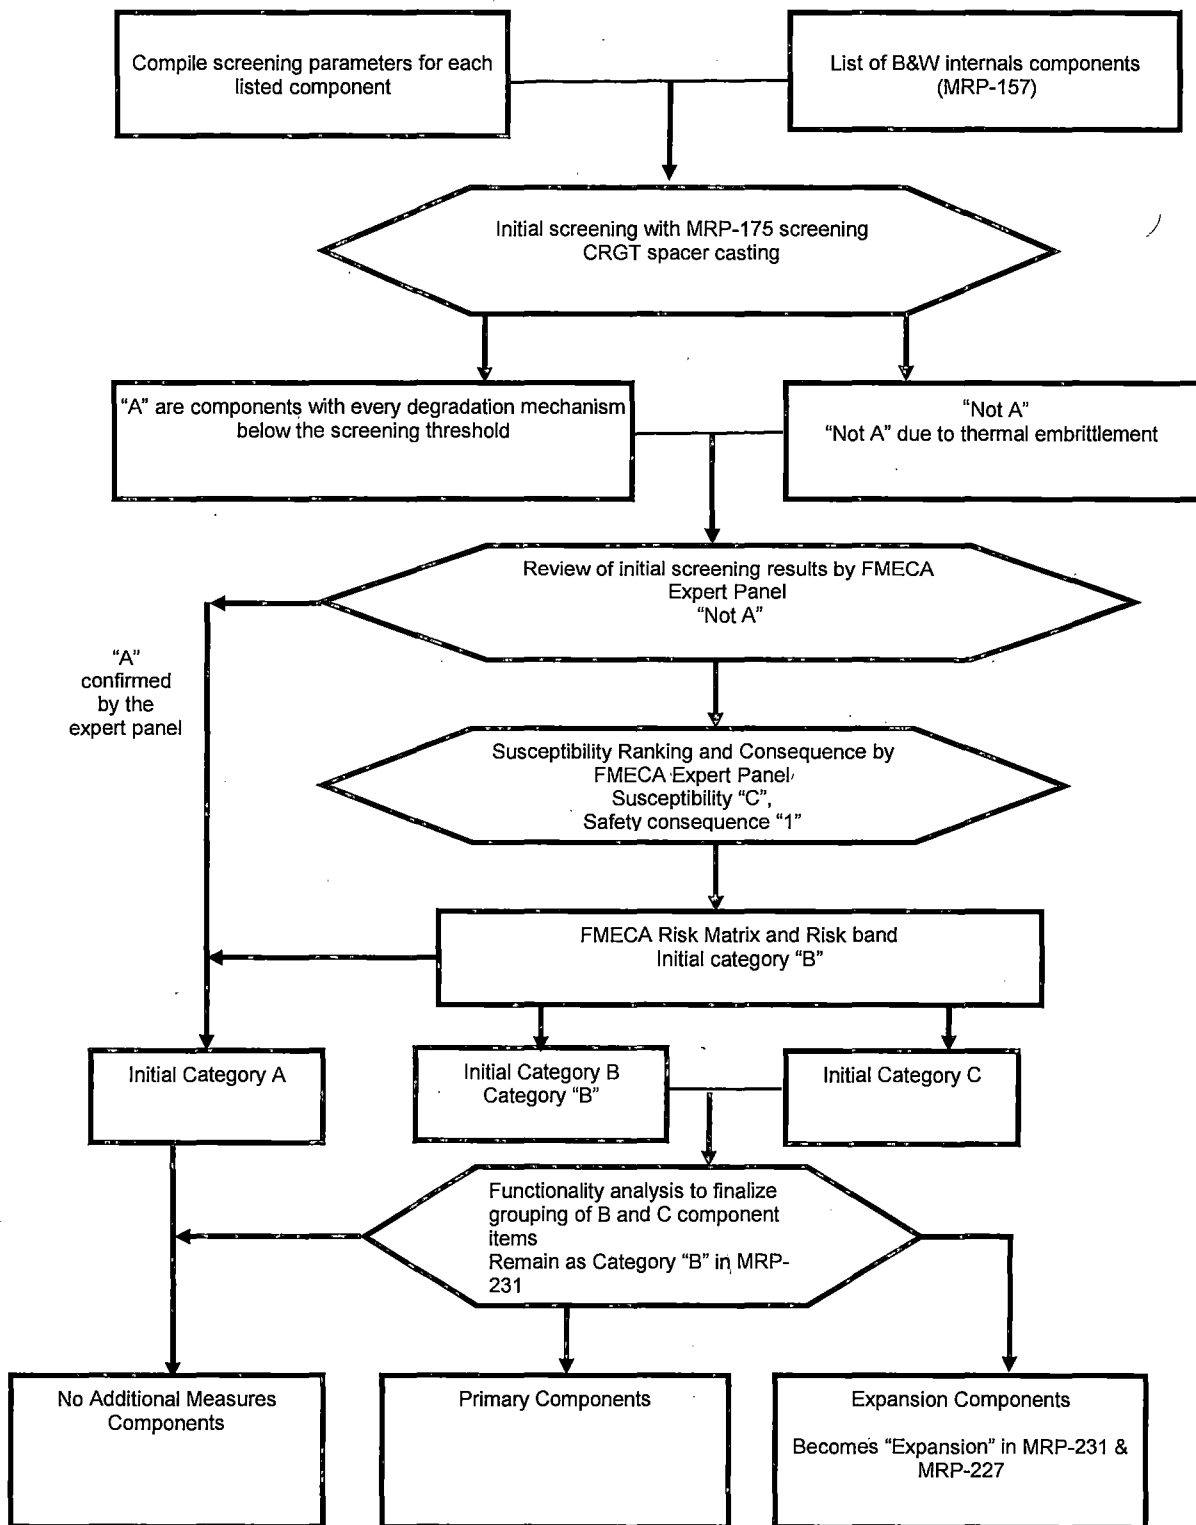 Compile screening parameters for each
listed component
List of B&W internals components
(MRP-157)
Initial screening with MRP-175 screening
CRGT spacer casting
"A" are components with every degradation mechanism
below the screening threshold
"Not A"
"Not A" due to thermal embrittlement
Review of initial screening results by FMECA
Expert Panel
"Not A"
"A"
confirmed
by the
expert panel
Susceptibility Ranking and Consequence by
FMECA Expert Panel
Susceptibility "C",
Safety consequence "1"
FMECA Risk Matrix and Risk band
Initial category "B"
Initial Category A
Initial Category B
Category "B"
Initial Category C
Functionality analysis to finalize
grouping of B and C component
items
Remain as Category "B" in MRP-
231
No Additional Measures
Components
Primary Components
Expansion Components
Becomes "Expansion" in MRP-231 &
MRP-227